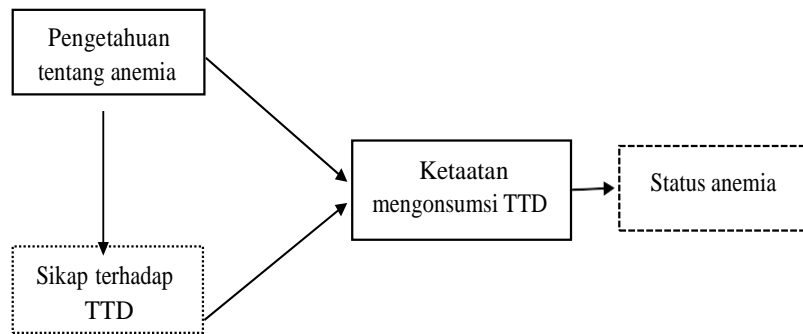 Pengetahuan
tentang anemia
Ketaatan
mengonsumsi TTD
Status anemia
Sikap terhadap
TTD